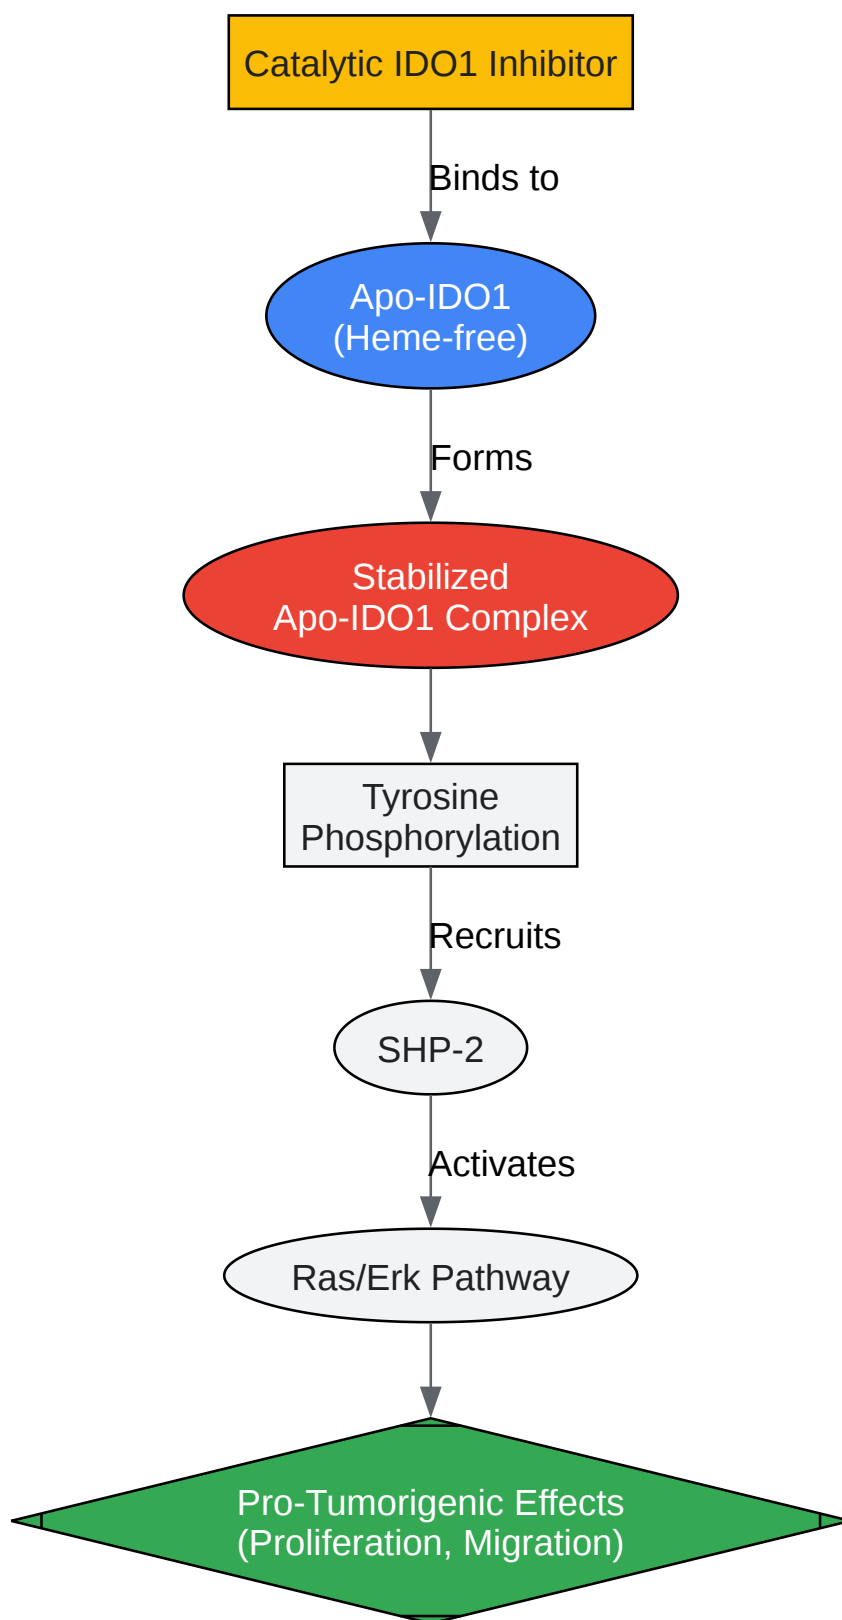 Catalytic IDO1 Inhibitor
Binds to
Apo-IDO1
(Heme-free)
Forms
Stabilized
Apo-IDO1 Complex
Tyrosine
Phosphorylation
Recruits
SHP-2
Activates
Ras/Erk Pathway
Pro-Tumorigenic Effects
(Proliferation, Migration)